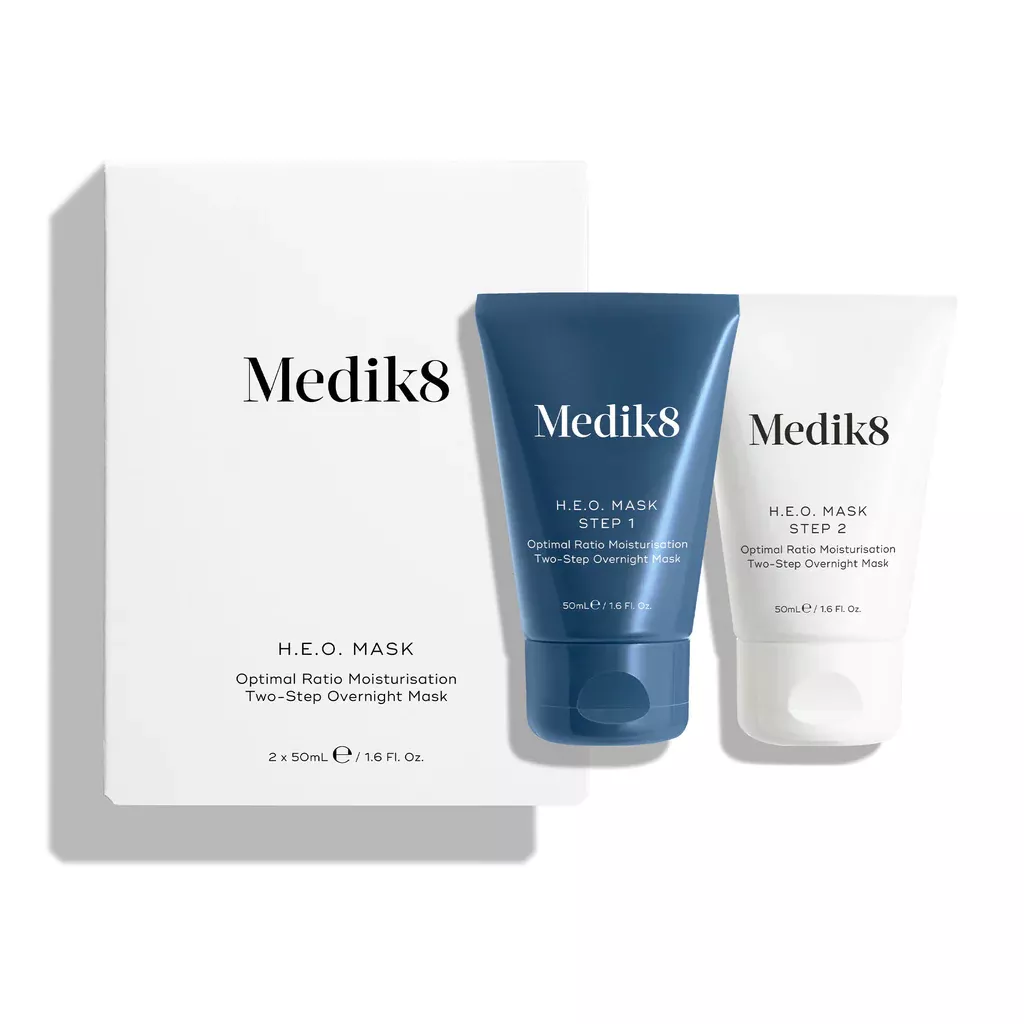 Medik8
H.E.O. MASK
Optimal Ratio Moisturisation
Two-Step Overnight Mask
2 x 50mL ℮ / 1.6 Fl. Oz.
Medik8
H.E.O. MASK
STEP 1
Optimal Ratio Moisturisation
Two-Step Overnight Mask
50mL℮ / 1.6 Fl. Oz.
Medik8
H.E.O. MASK
STEP 2
Optimal Ratio Moisturisation
Two-Step Overnight Mask
50mL℮ / 1.6 Fl. Oz.